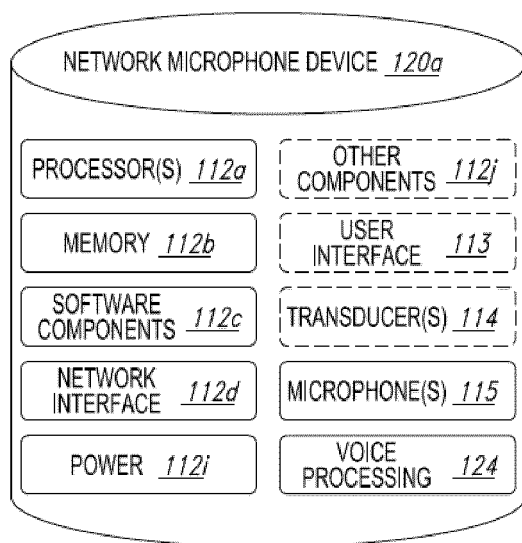 NETWORK MICROPHONE DEVICE 120a
PROCESSOR(S) 112a
MEMORY 112b
SOFTWARE
COMPONENTS 112c
NETWORK
INTERFACE 112d
POWER 112i
OTHER
COMPONENTS 112j
USER
INTERFACE 113
TRANSDUCER(S) 114
MICROPHONE(S) 115
VOICE
PROCESSING 124